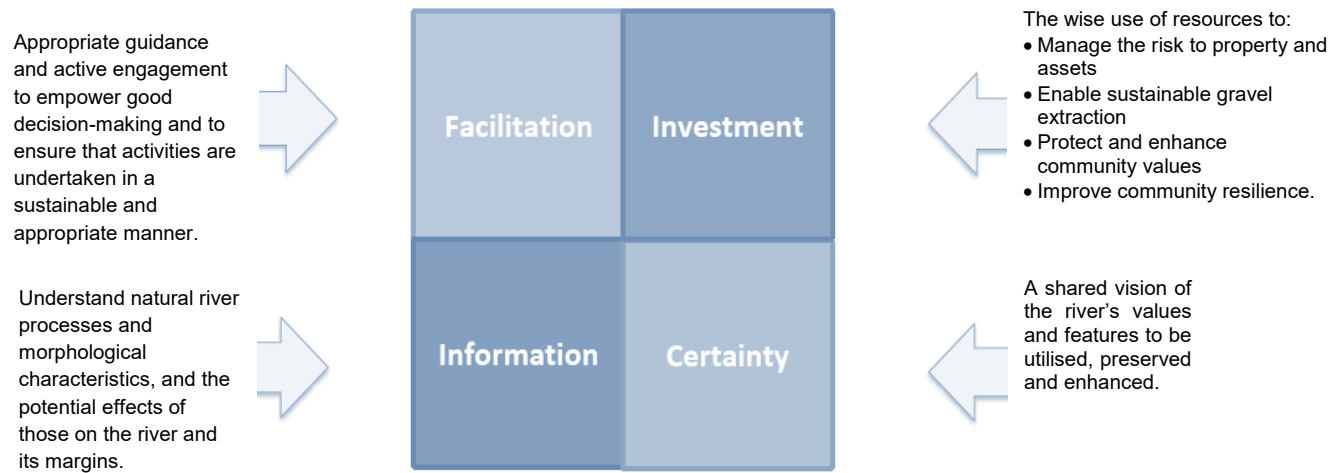 Appropriate guidance
and active engagement
to empower good
decision-making and to
ensure that activities are
undertaken in a
sustainable and
appropriate manner.
Facilitation
Investment
The wise use of resources to:
• Manage the risk to property and
assets
• Enable sustainable gravel
extraction
• Protect and enhance
community values
• Improve community resilience.
Understand natural river
processes and
morphological
characteristics, and the
potential effects of
those on the river and
its margins.
Information
Certainty
A shared vision of
the river’s values
and features to be
utilised, preserved
and enhanced.